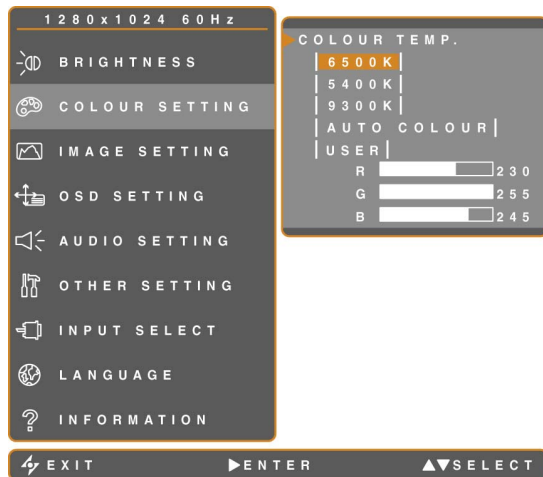 1280x1024 60Hz
BRIGHTNESS
COLOUR SETTING
IMAGE SETTING
OSD SETTING
AUDIO SETTING
OTHER SETTING
INPUT SELECT
LANGUAGE
INFORMATION
COLOUR TEMP.
6500K
5400K
9300K
AUTO COLOUR
USER
R 230
G 255
B 245
EXIT ENTER SELECT